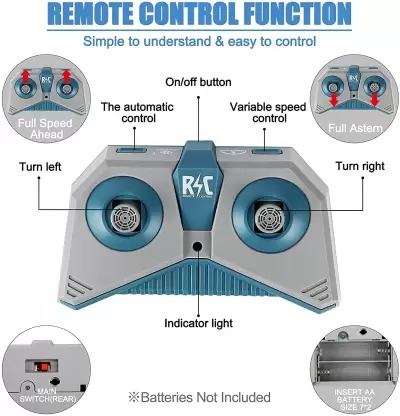 REMOTE CONTROL FUNCTION
Simple to understand & easy to control
On/off button
Full Speed
Ahead
The automatic
control
Variable speed
control
Full Astern
Turn left
Turn right
R C
REMOTE CONTROL
Indicator light
MAIN
SWITCH(REAR)
※Batteries Not Included
INSERT AA
BATTERY
SIZE 7*2